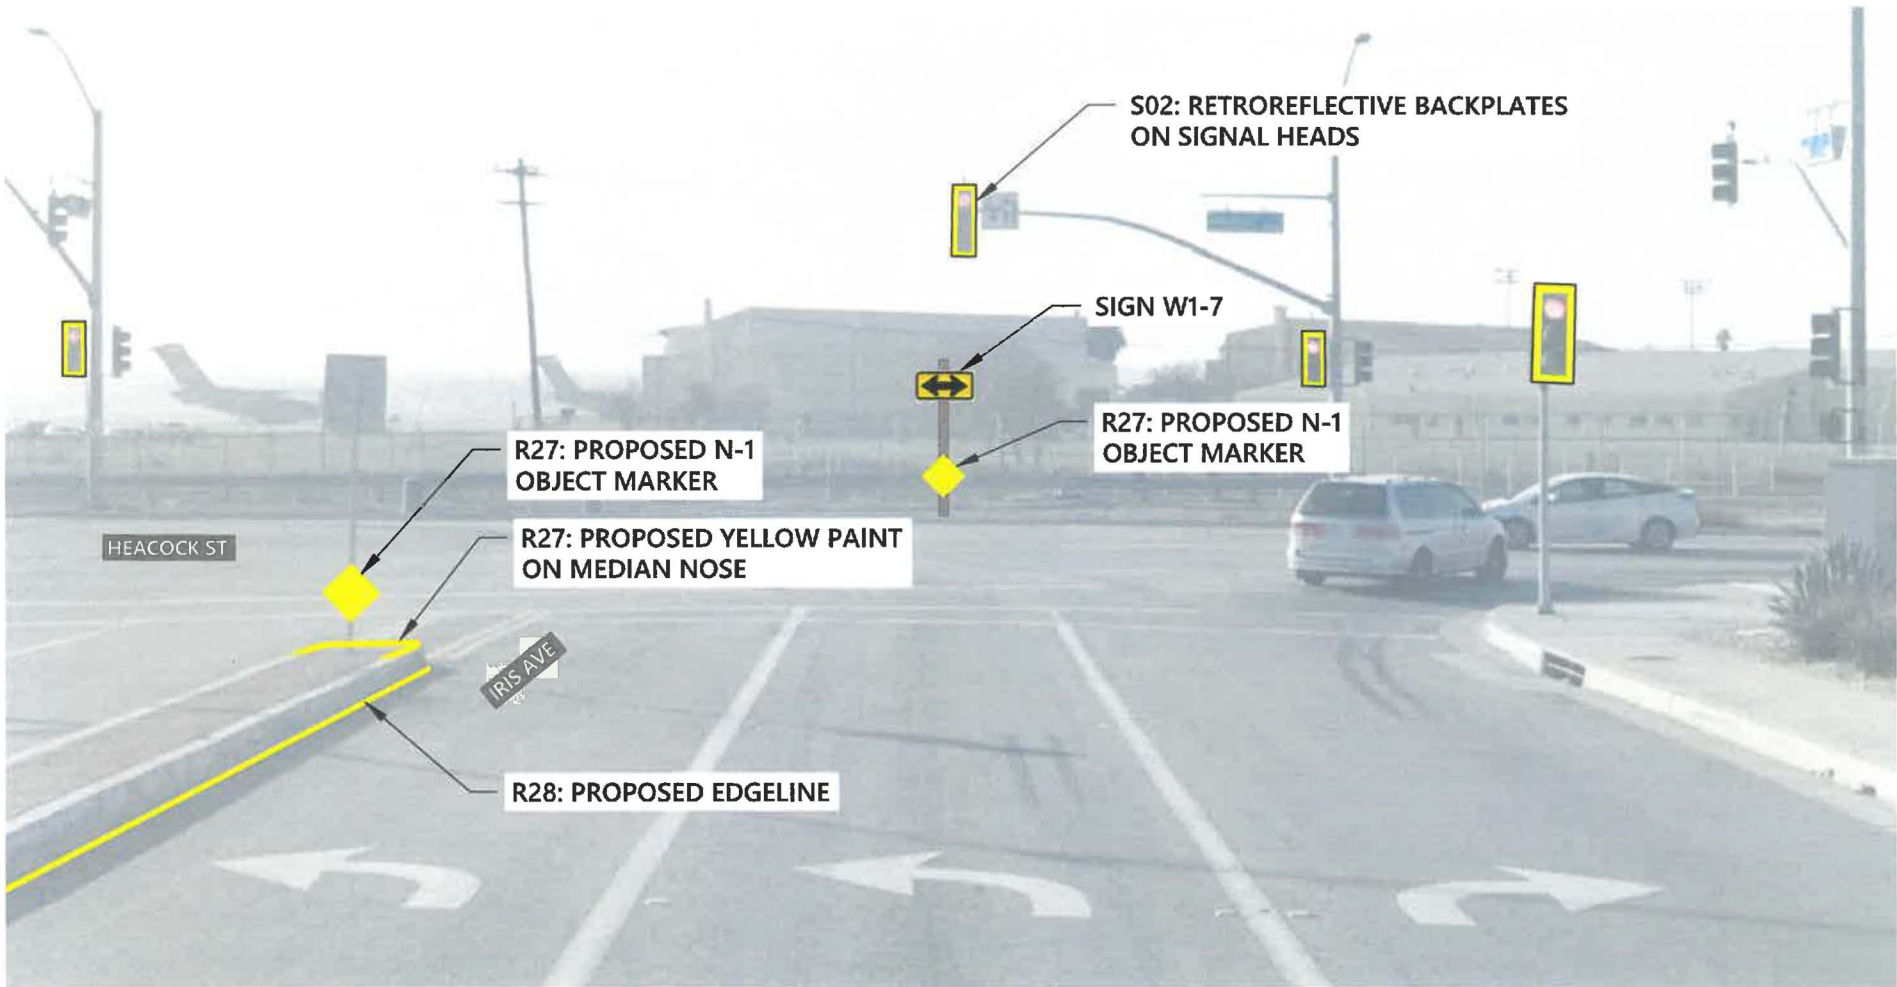 S02: RETROREFLECTIVE BACKPLATES
ON SIGNAL HEADS
SIGN W1-7
R27: PROPOSED N-1
OBJECT MARKER
R27: PROPOSED N-1
OBJECT MARKER
R27: PROPOSED YELLOW PAINT
ON MEDIAN NOSE
HEACOCK ST
IRIS AVE
R28: PROPOSED EDGELINE